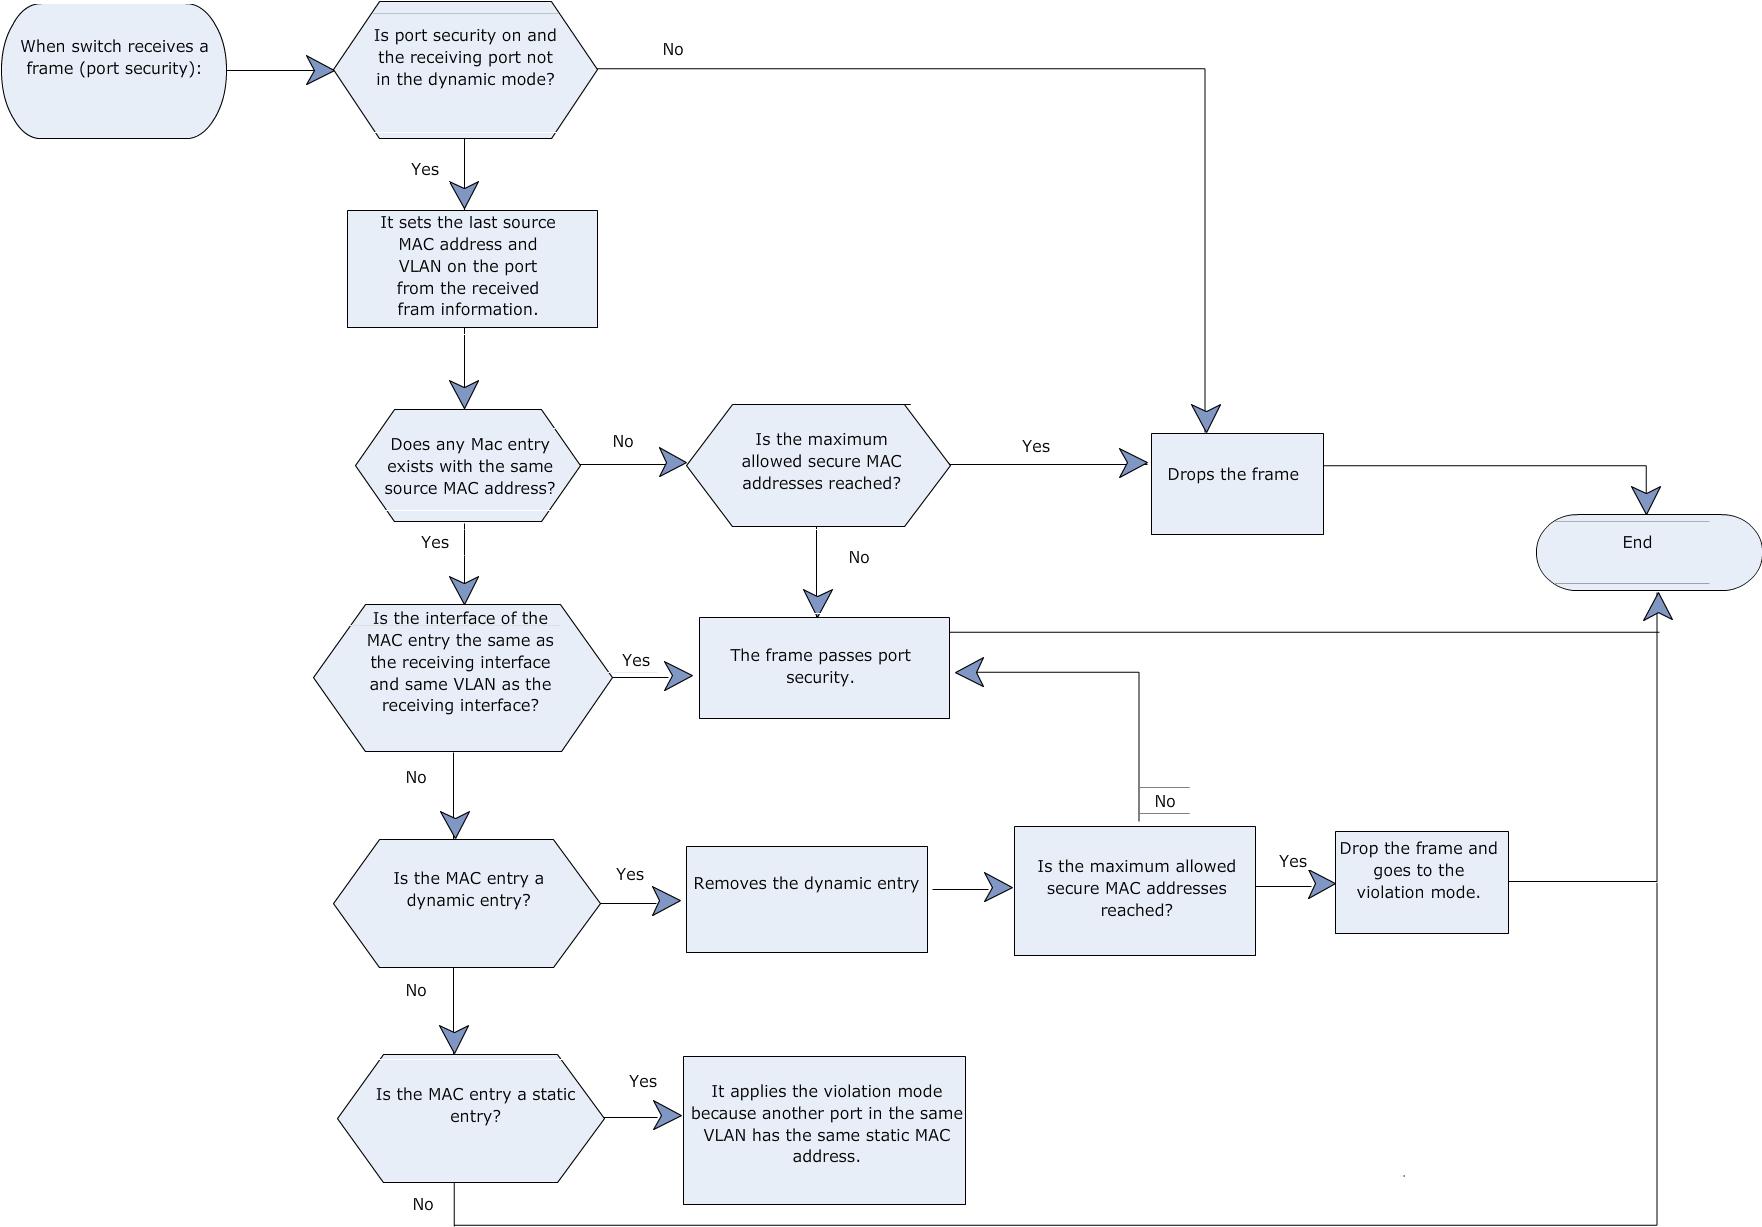 When switch receives a
frame (port security):
Is port security on and
the receiving port not
in the dynamic mode?
No
Yes
It sets the last source
MAC address and
VLAN on the port
from the received
fram information.
Does any Mac entry
exists with the same
source MAC address?
No
Is the maximum
allowed secure MAC
addresses reached?
Yes
Drops the frame
End
Yes
No
Is the interface of the
MAC entry the same as
the receiving interface
and same VLAN as the
receiving interface?
Yes
The frame passes port
security.
No
No
Is the MAC entry a
dynamic entry?
Yes
Removes the dynamic entry
Is the maximum allowed
secure MAC addresses
reached?
Yes
Drop the frame and
goes to the
violation mode.
No
Is the MAC entry a static
entry?
Yes
It applies the violation mode
because another port in the same
VLAN has the same static MAC
address.
No